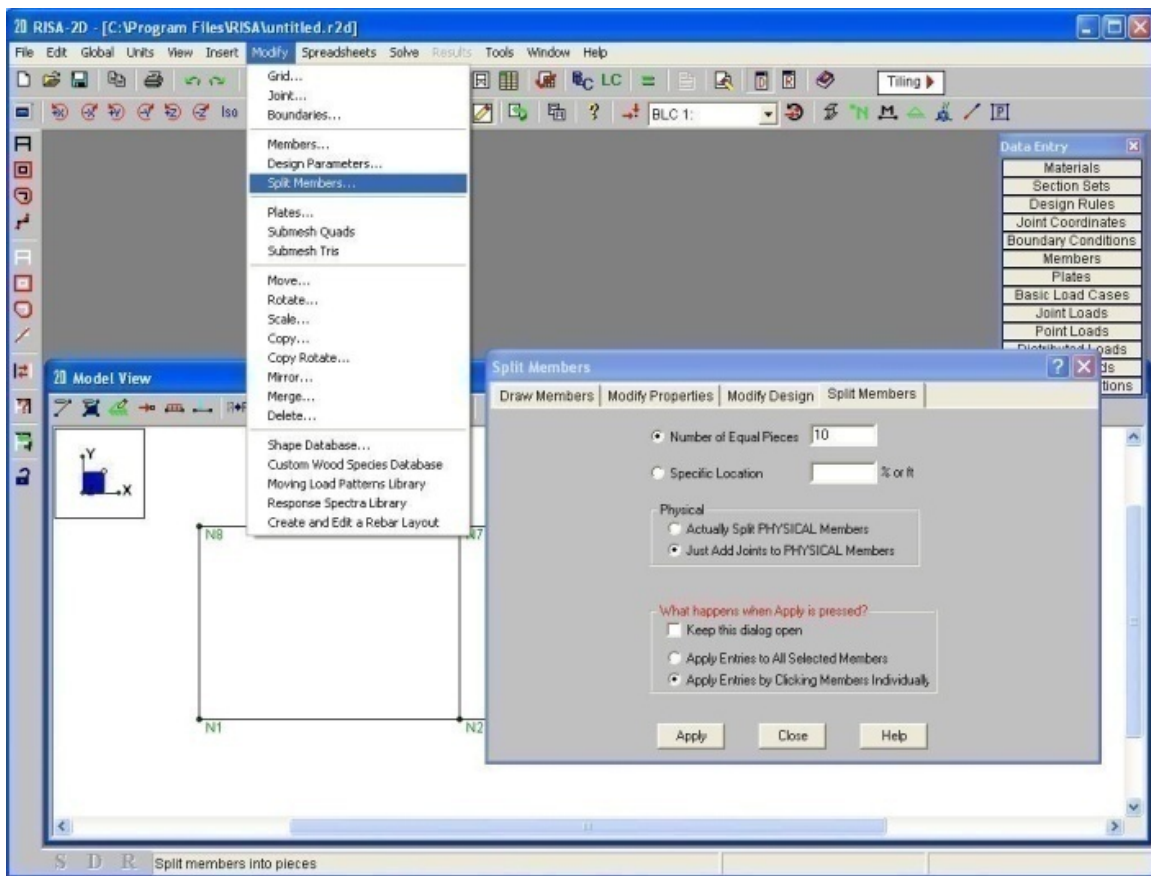 2D RISA-2D - [C:\Program Files\RISA\untitled.r2d]
File Edit Global Units View Insert Modify Spreadsheets Solve Results Tools Window Help
LC = D R Tiling
Iso BLC 1: N M P
Grid...
Joint...
Boundaries...
Members...
Design Parameters...
Split Members...
Plates...
Submesh Quads
Submesh Tris
Move...
Rotate...
Scale...
Copy...
Copy Rotate...
Mirror...
Merge...
Delete...
Shape Database...
Custom Wood Species Database
Moving Load Patterns Library
Response Spectra Library
Create and Edit a Rebar Layout
Data Entry
Materials
Section Sets
Design Rules
Joint Coordinates
Boundary Conditions
Members
Plates
Basic Load Cases
Joint Loads
Point Loads
2D Model View
Y
X
N8 N7
N1 N2
Split Members
Draw Members Modify Properties Modify Design Split Members
Number of Equal Pieces 10
Specific Location % or ft
Physical
Actually Split PHYSICAL Members
Just Add Joints to PHYSICAL Members
What happens when Apply is pressed?
Keep this dialog open
Apply Entries to All Selected Members
Apply Entries by Clicking Members Individually
Apply Close Help
S D R Split members into pieces